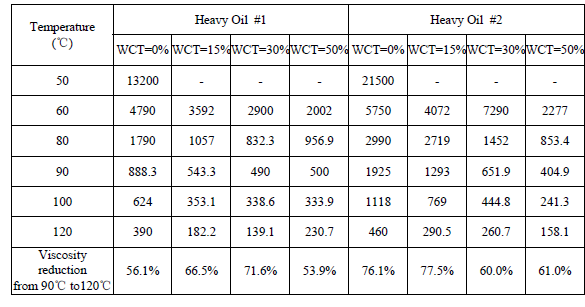 Temperature
(℃)
Heavy Oil #1
Heavy Oil #2
WCT=0% WCT=15% WCT=30% WCT=50% WCT=0% WCT=15% WCT=30% WCT=50%
50 13200 - - - 21500 - - -
60 4790 3592 2900 2002 5750 4072 7290 2277
80 1790 1057 832.3 956.9 2990 2719 1452 853.4
90 888.3 543.3 490 500 1925 1293 651.9 404.9
100 624 353.1 338.6 333.9 1118 769 444.8 241.3
120 390 182.2 139.1 230.7 460 290.5 260.7 158.1
Viscosity
reduction
from 90℃ to120℃
56.1% 66.5% 71.6% 53.9% 76.1% 77.5% 60.0% 61.0%